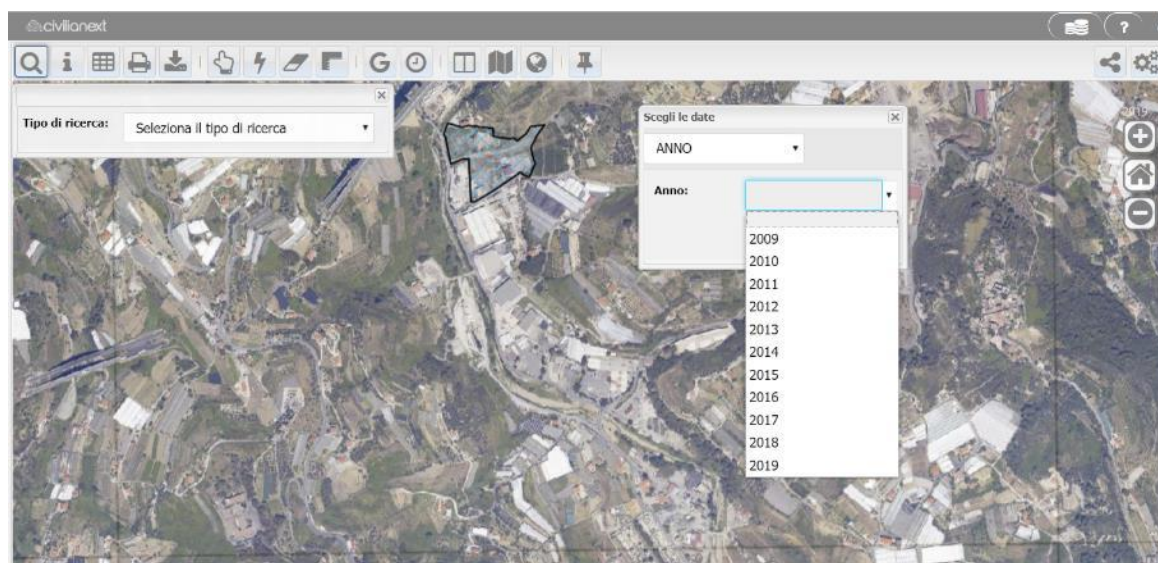 civilianext
?
i
G
Tipo di ricerca:
Seleziona il tipo di ricerca
Scegli le date
ANNO
Anno:
2009
2010
2011
2012
2013
2014
2015
2016
2017
2018
2019
2019